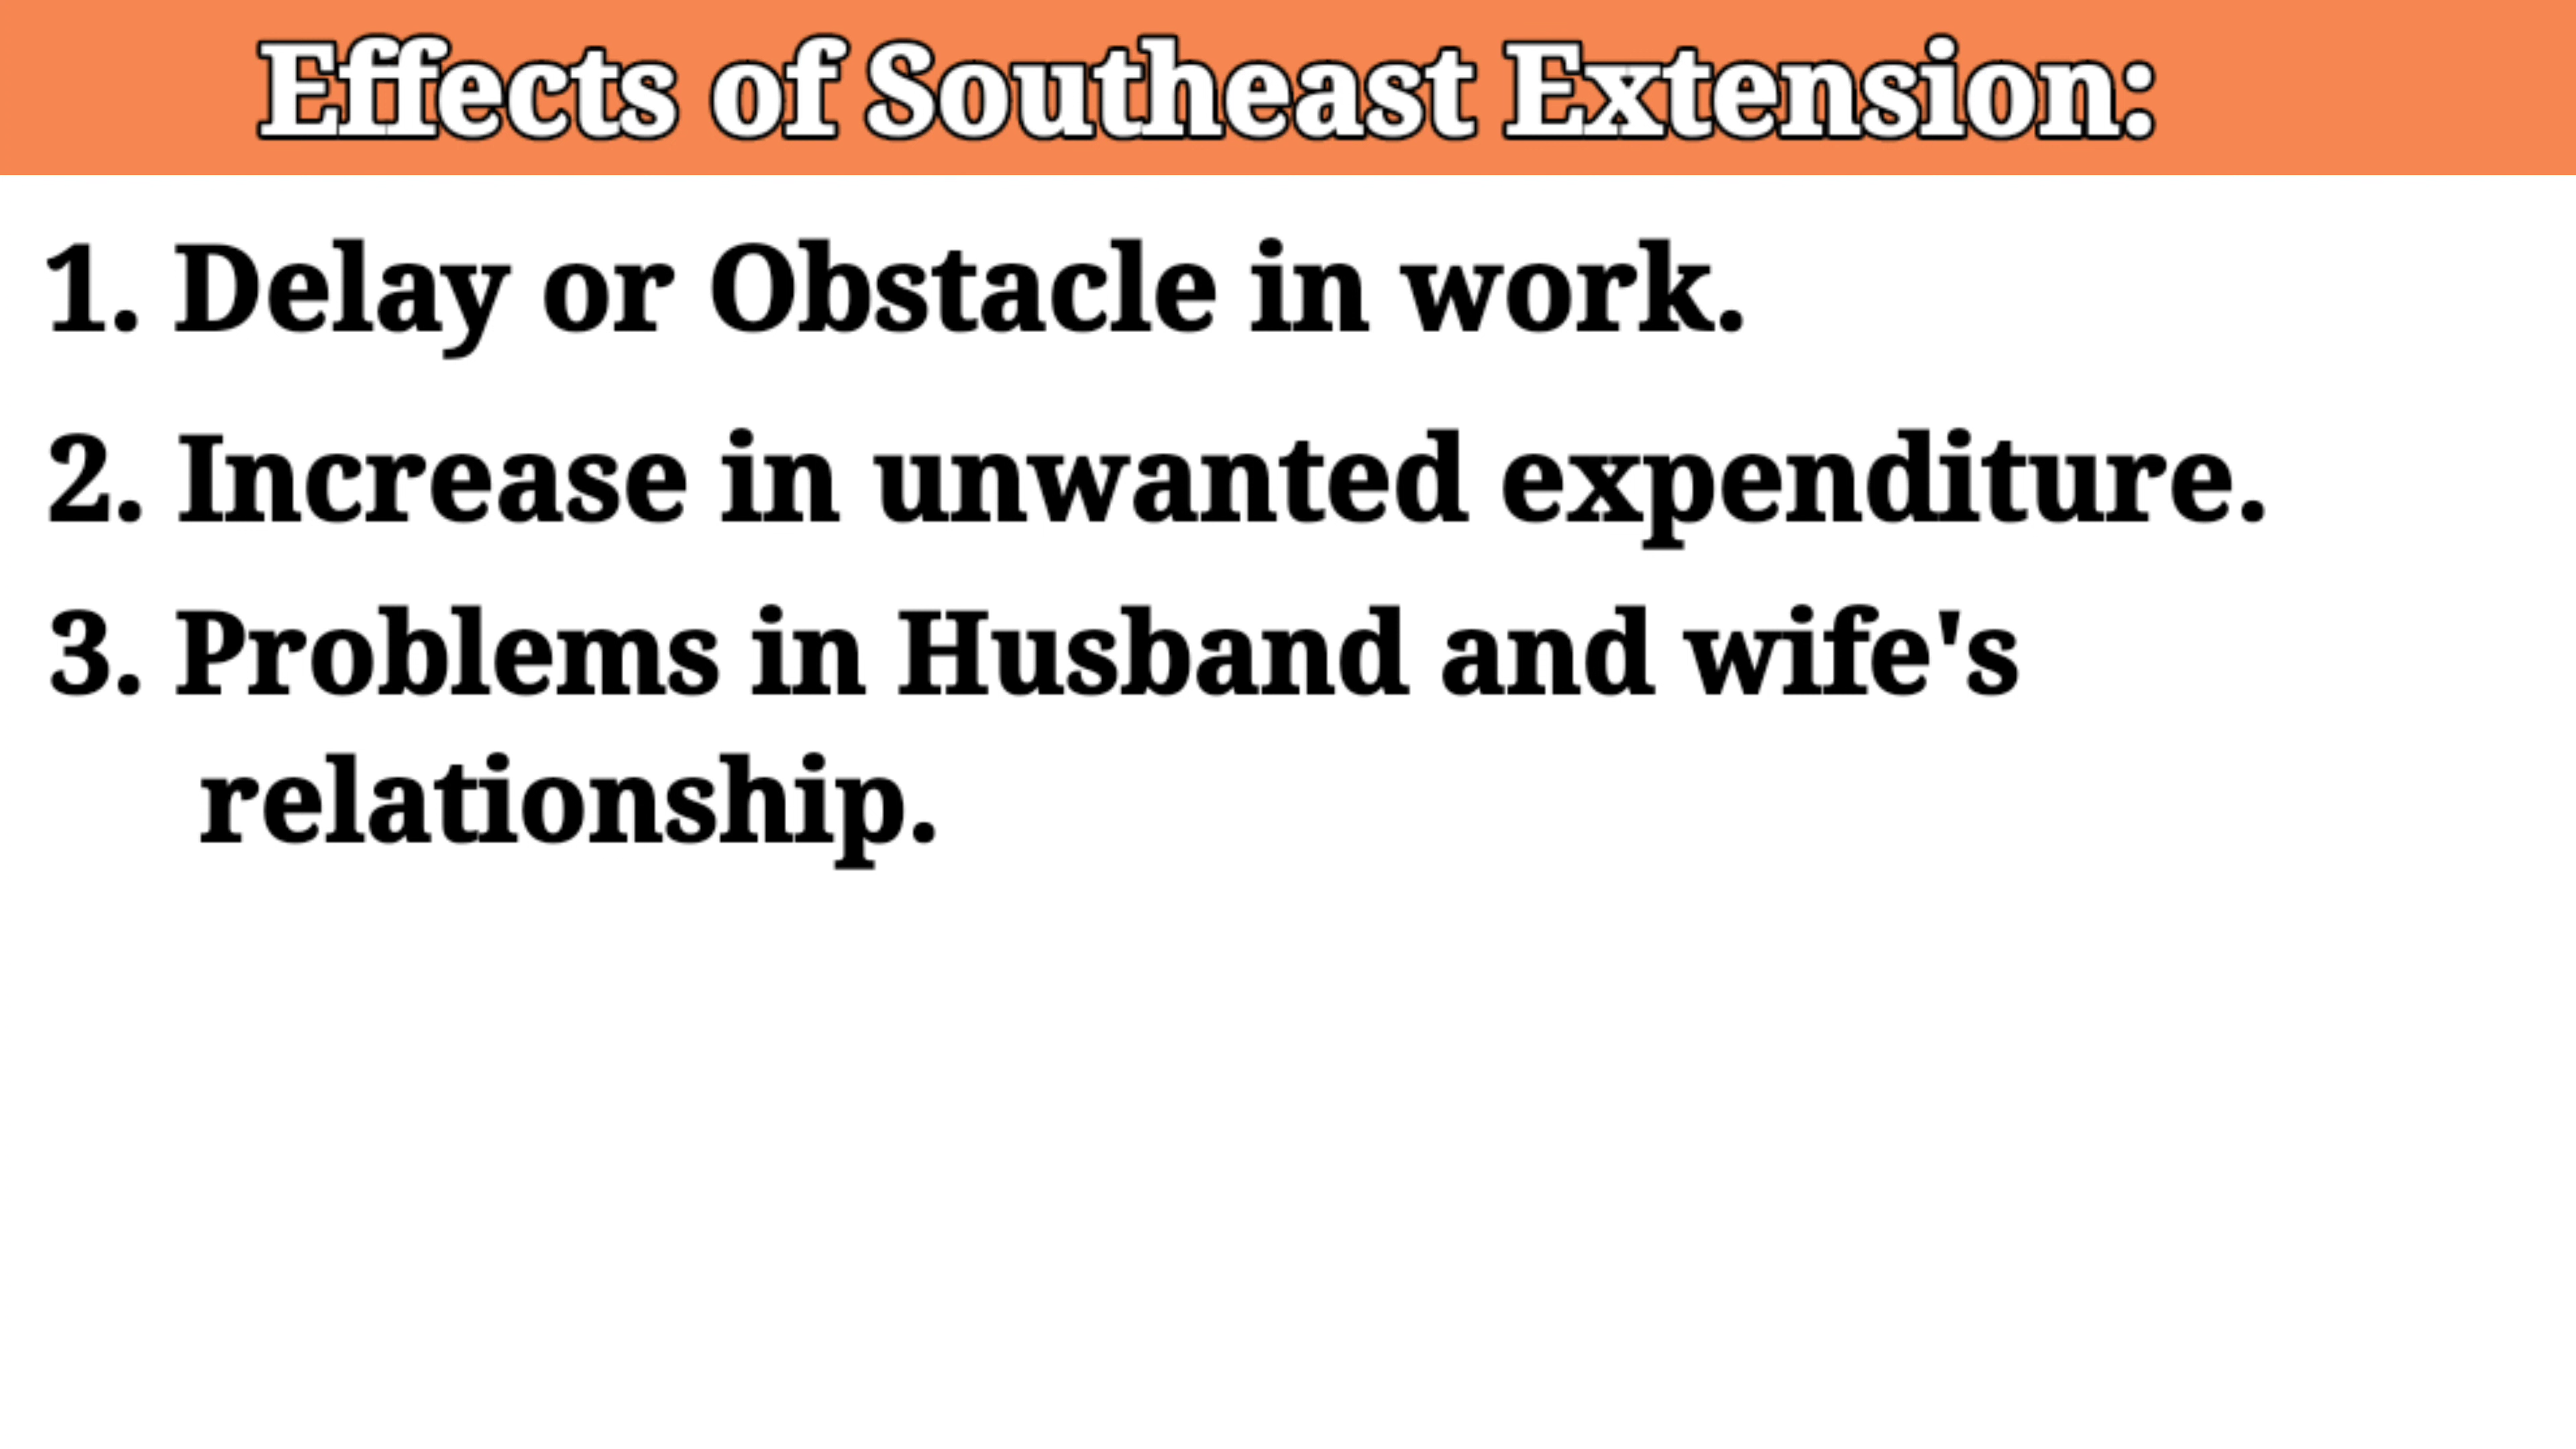 Effects of Southeast Extension:
1. Delay or Obstacle in work.
2. Increase in unwanted expenditure.
3. Problems in Husband and wife's
relationship.